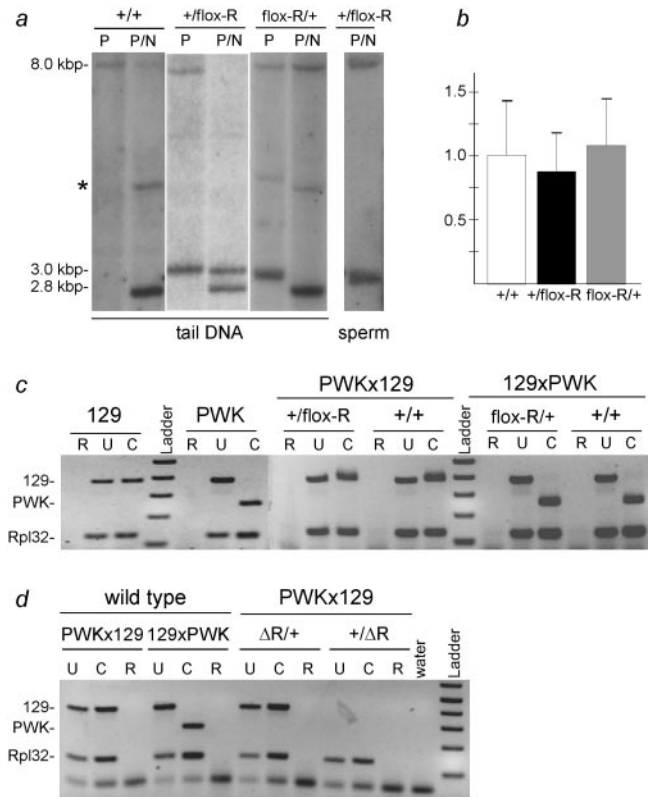 a
+/+ +/flox-R flox-R/+ +/flox-R
P P/N P P/N P P/N P/N
8.0 kbp-
*
3.0 kbp-
2.8 kbp-
tail DNA sperm
b
1.5
1.0
0.5
+/+ +/flox-R flox-R/+
c
PWKx129 129xPWK
129 Ladder PWK +/flox-R +/+ Ladder flox-R/+ +/+
R U C R U C R U C R U C R U C R U C
129-
PWK-
Rpl32-
d
wild type PWKx129
PWKx129 129xPWK ΔR/+ +/ΔR water Ladder
U C R U C R U C R U C R
129-
PWK-
Rpl32-